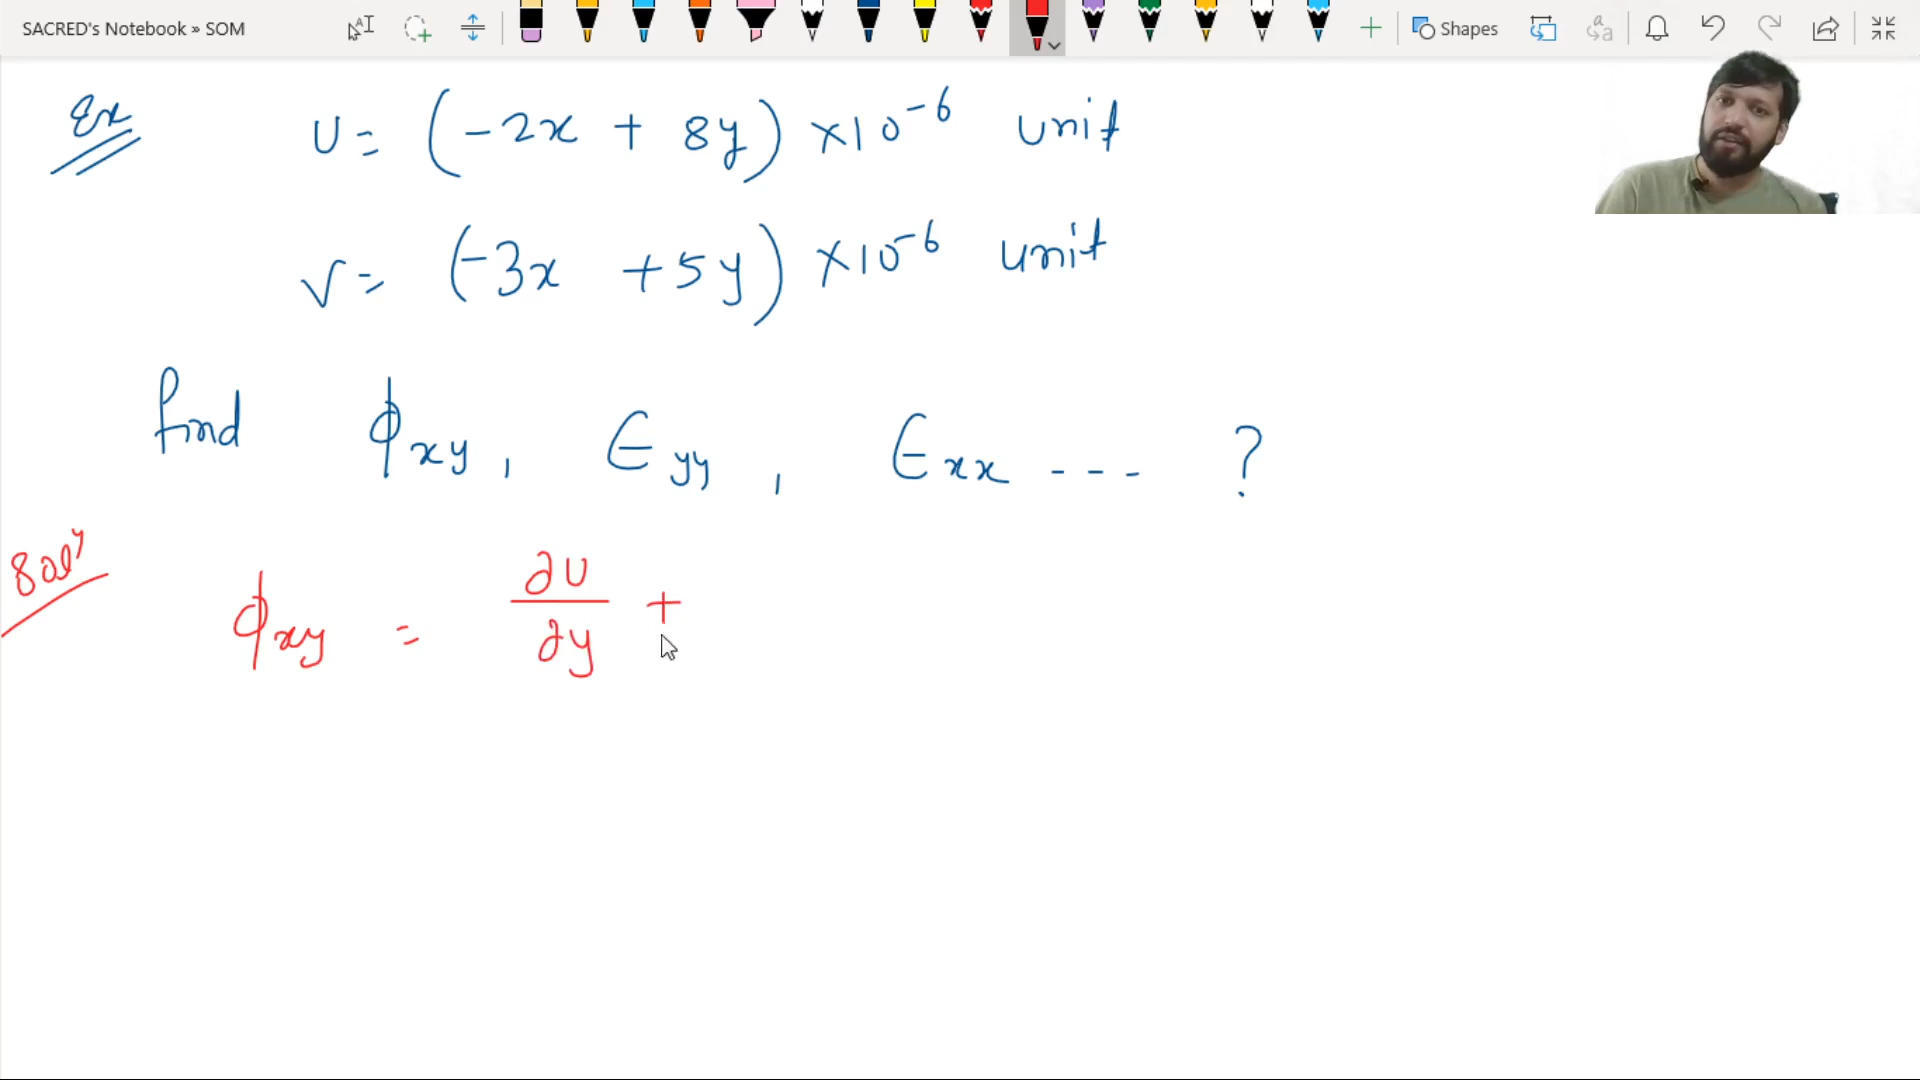 SACRED's Notebook » SOM
Shapes
Ex
U = (-2x + 8y) ×10⁻⁶ unit
V = (-3x + 5y) ×10⁻⁶ unit
find ϕxy, Eyy, Exx --- ?
Solⁿ
ϕxy = ∂U/∂y +